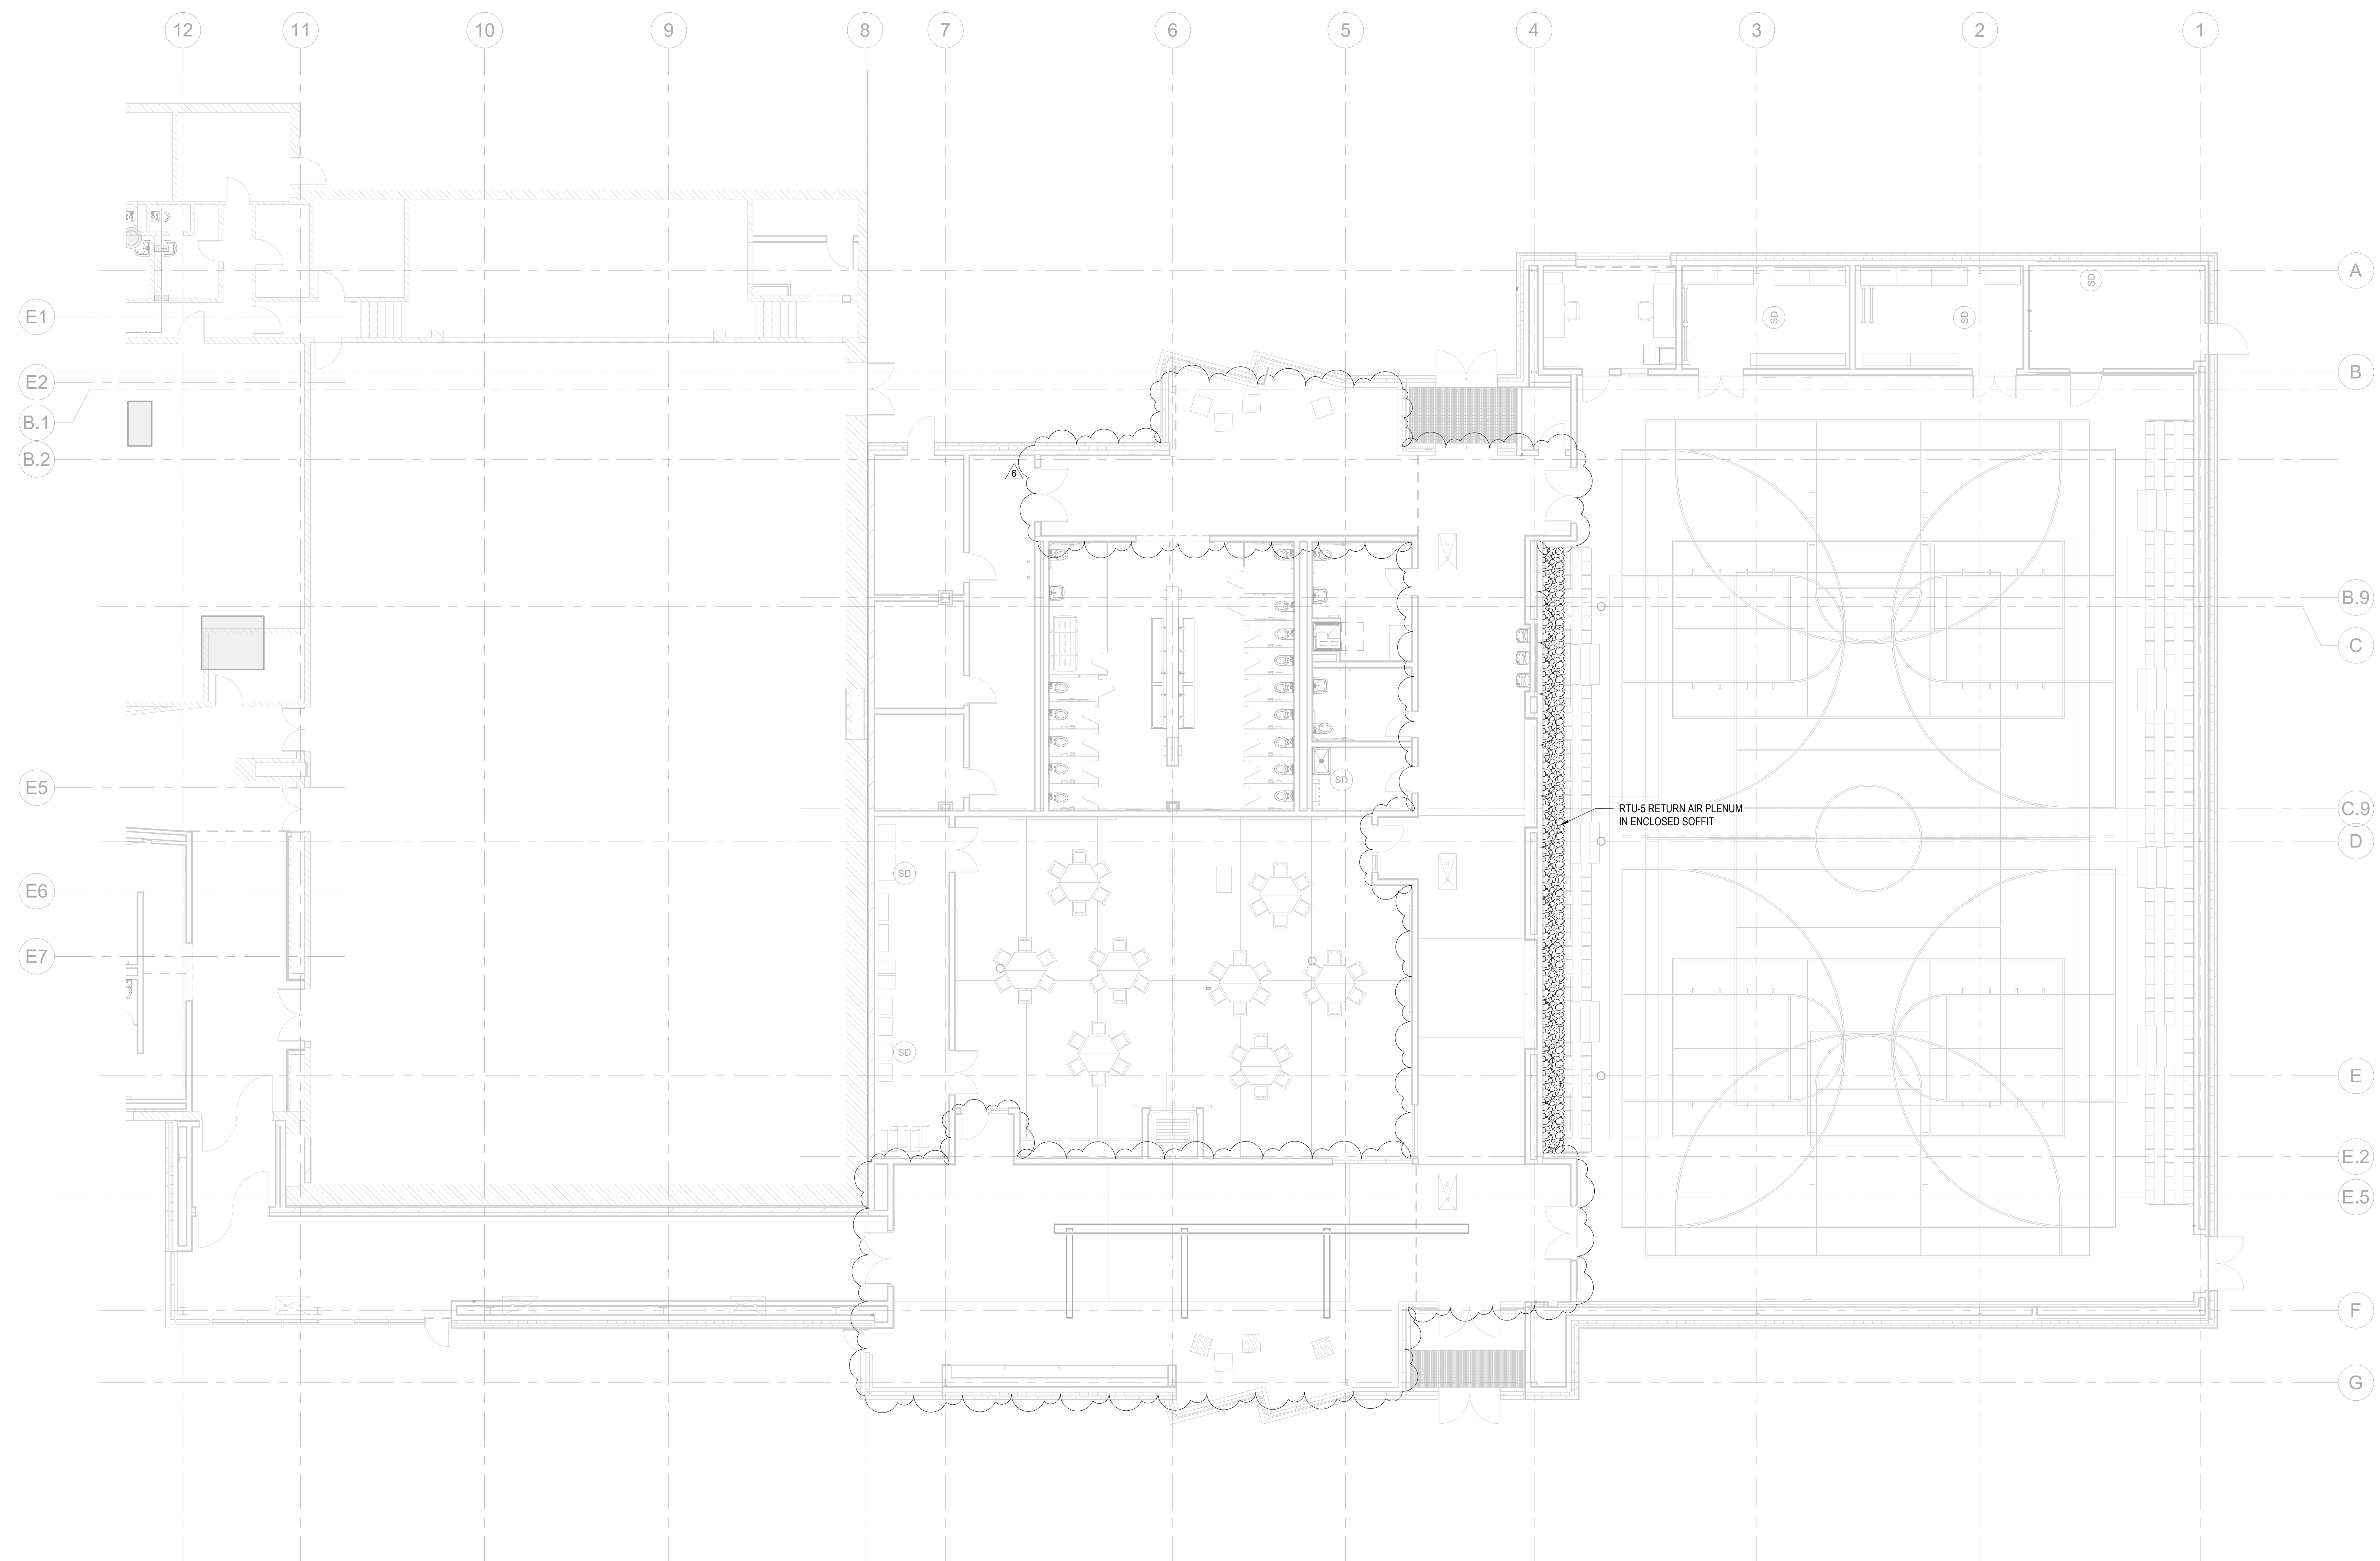 12 11 10 9 8 7 6 5 4 3 2 1
A
E1
SD SD SD
B
E2
B.1
B.2
6
B.9
C
E5
SD
RTU-5 RETURN AIR PLENUM
IN ENCLOSED SOFFIT
C.9
D
SD
E6
E7
SD
E
E.2
E.5
F
G